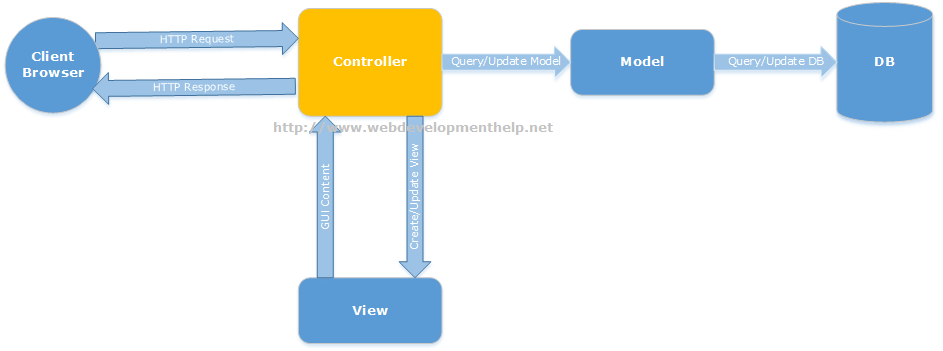 Client
Browser
HTTP Request
HTTP Response
Controller
Query/Update Model
Model
Query/Update DB
DB
http://www.webdevelopmenthelp.net
GUI Content
Create/Update View
View